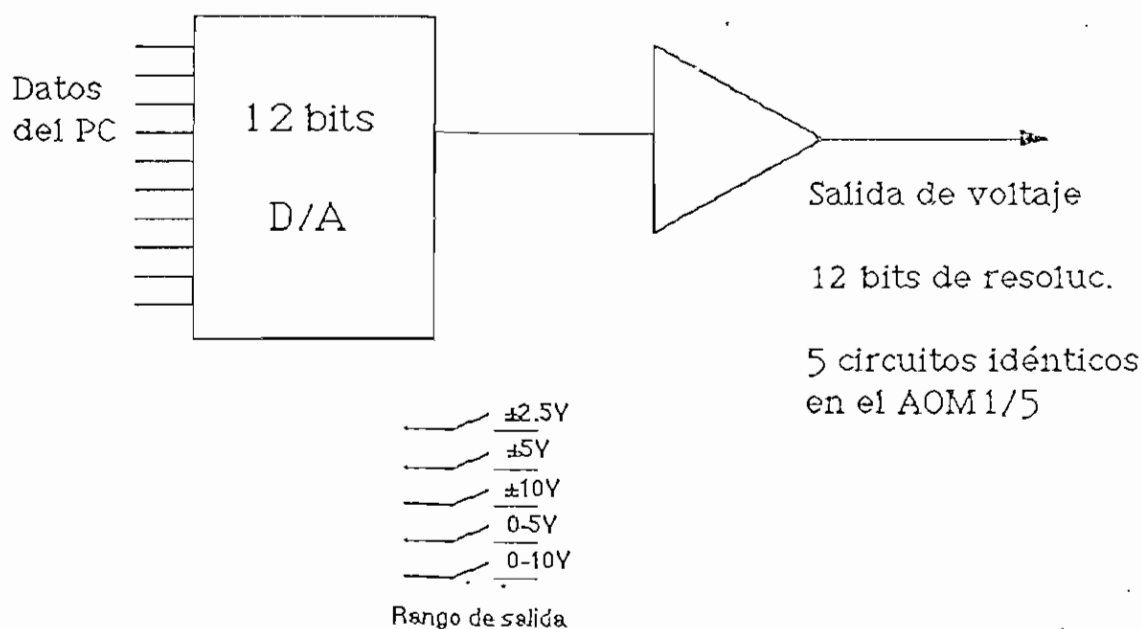 Datos
del PC
12 bits
D/A
Salida de voltaje
12 bits de resoluc.
5 circuitos idénticos
en el AOM1/5
±2.5V
±5V
±10V
0-5V
0-10V
Rango de salida